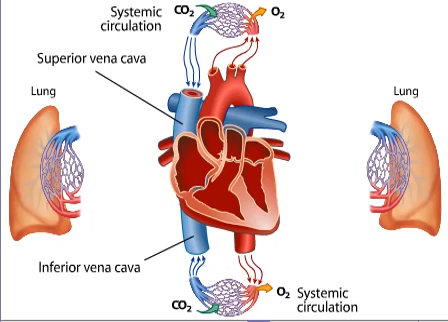 Systemic
circulation
CO2
O2
Superior vena cava
Lung
Lung
Inferior vena cava
CO2
O2
Systemic
circulation